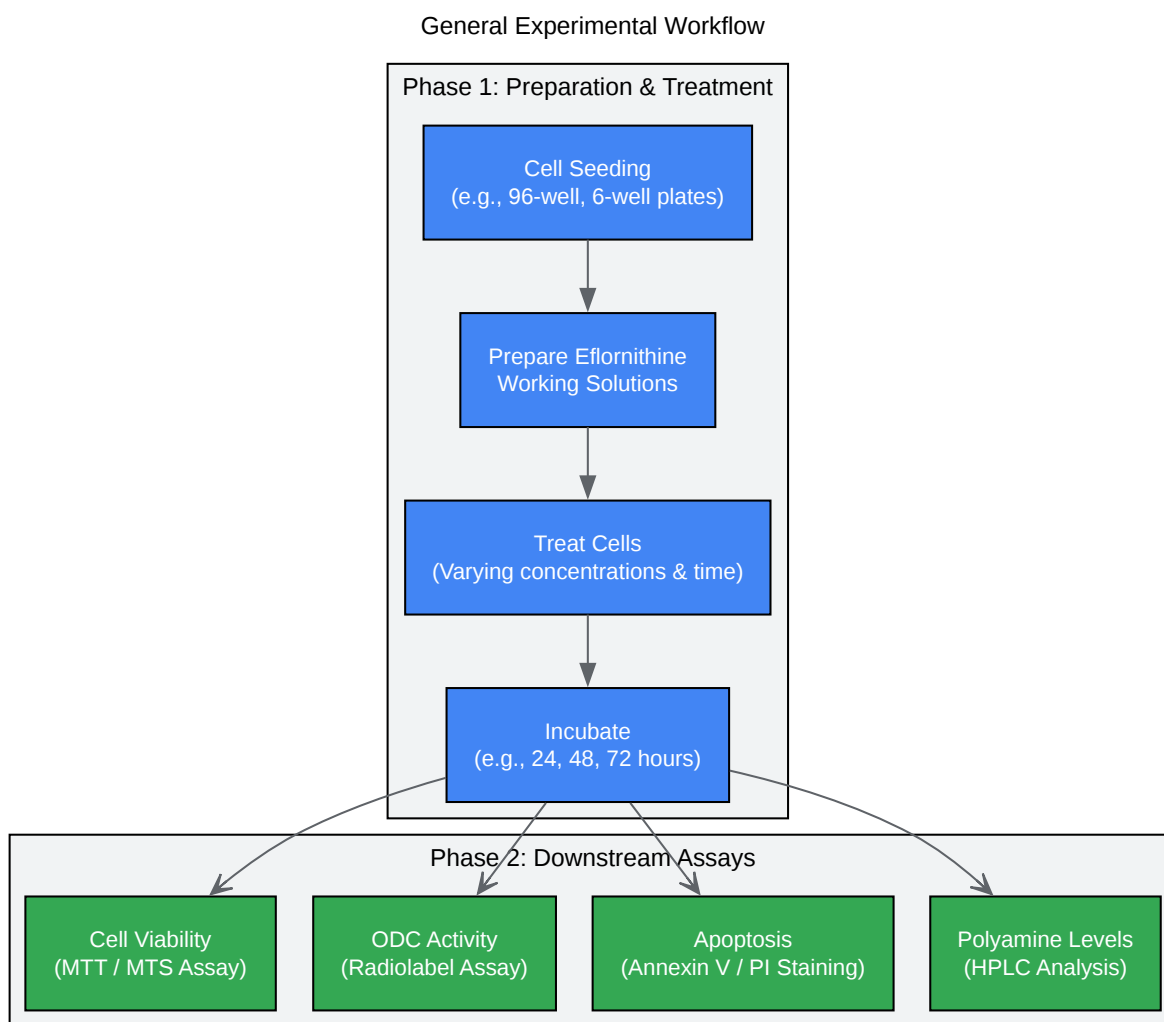 General Experimental Workflow
Phase 1: Preparation & Treatment
Cell Seeding
(e.g., 96-well, 6-well plates)
Prepare Eflornithine
Working Solutions
Treat Cells
(Varying concentrations & time)
Incubate
(e.g., 24, 48, 72 hours)
Phase 2: Downstream Assays
Cell Viability
(MTT / MTS Assay)
ODC Activity
(Radiolabel Assay)
Apoptosis
(Annexin V / PI Staining)
Polyamine Levels
(HPLC Analysis)